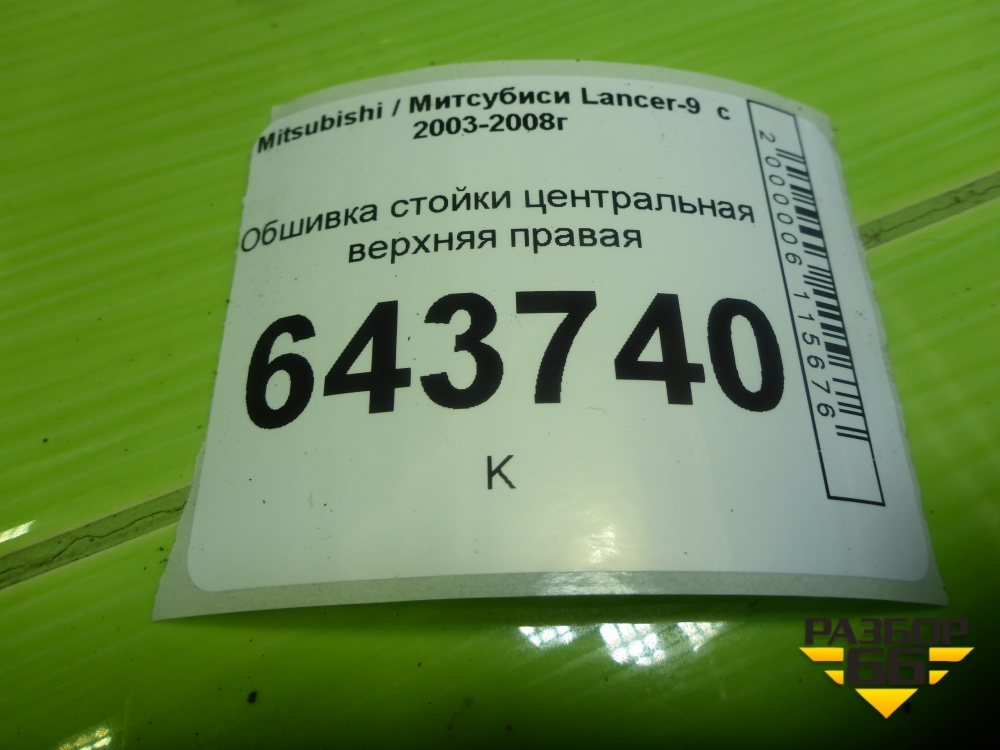 Mitsubishi / Митсубиси Lancer-9 с
2003-2008г
Обшивка стойки центральная
верхняя правая
643740
К
2000006115676
РАЗБОР
66